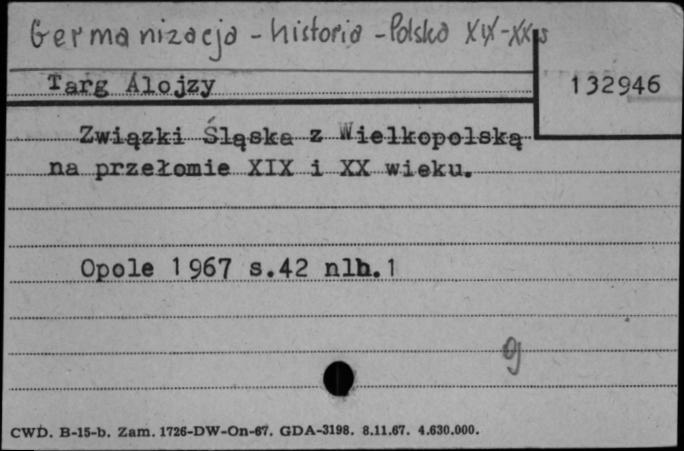 Germanizacja - historia - Polska XIX-XX w
Targ Alojzy
132946
Związki Śląska z Wielkopolską
na przełomie XIX i XX wieku.
Opole 1967 s.42 nlb.1
CWD. B-15-b. Zam. 1726-DW-On-67. GDA-3198. 8.11.67. 4.630.000.